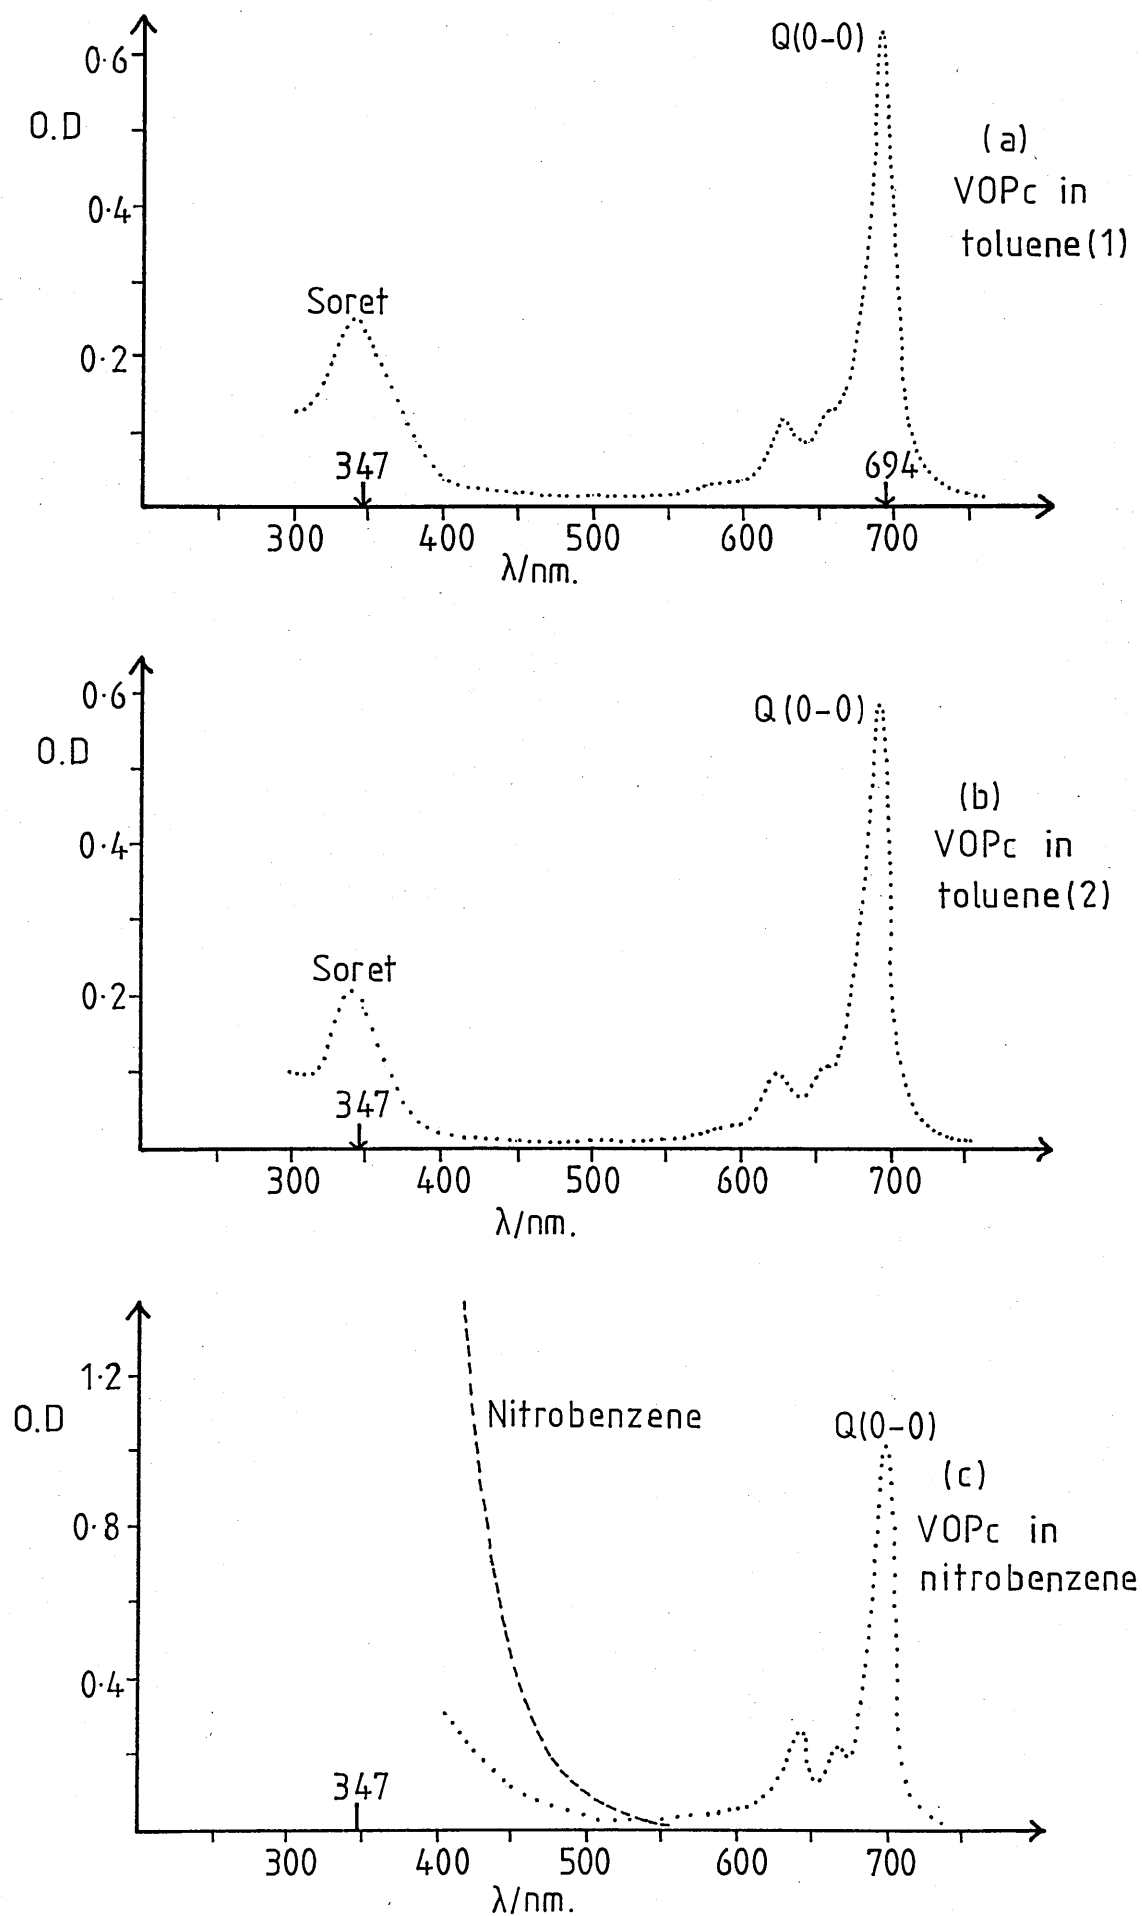 Q(0-0)
0·6
O.D
(a)
VOPc in
toluene(1)
0·4
Soret
0·2
347
694
300 400 500 600 700
λ/nm.
0·6
Q(0-0)
O.D
(b)
VOPc in
toluene(2)
0·4
Soret
0·2
347
300 400 500 600 700
λ/nm.
1·2
O.D
Nitrobenzene
Q(0-0)
(c)
VOPc in
nitrobenzene
0·8
0·4
347
300 400 500 600 700
λ/nm.